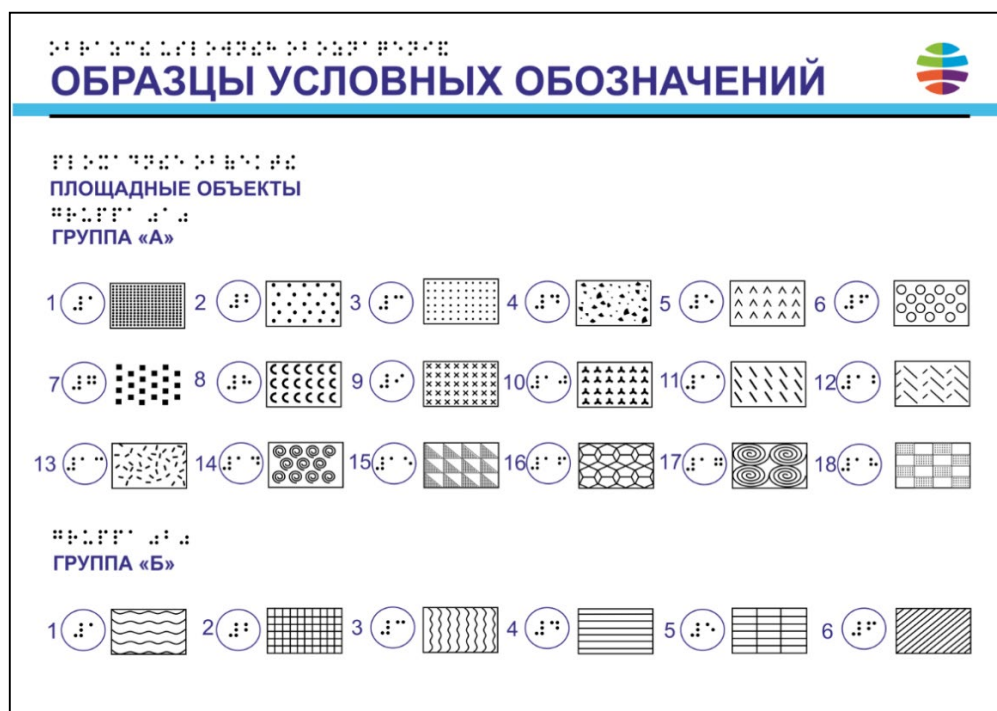 ⠕⠃⠗⠁⠵⠉⠮ ⠥⠎⠇⠕⠺⠝⠮⠓ ⠕⠃⠕⠵⠝⠁⠟⠑⠝⠊⠯
ОБРАЗЦЫ УСЛОВНЫХ ОБОЗНАЧЕНИЙ
⠏⠇⠕⠭⠁⠙⠝⠮⠑ ⠕⠃⠷⠑⠅⠞⠮
ПЛОЩАДНЫЕ ОБЪЕКТЫ
⠛⠗⠥⠏⠏⠁ ⠴⠁⠴
ГРУППА «А»
1 ⠼⠁ 2 ⠼⠃ 3 ⠼⠉ 4 ⠼⠙ 5 ⠼⠑ 6 ⠼⠋
7 ⠼⠛ 8 ⠼⠓ 9 ⠼⠊ 10 ⠼⠁⠚ 11 ⠼⠁⠁ 12 ⠼⠁⠃
13 ⠼⠁⠉ 14 ⠼⠁⠙ 15 ⠼⠁⠑ 16 ⠼⠁⠋ 17 ⠼⠁⠛ 18 ⠼⠁⠓
⠛⠗⠥⠏⠏⠁ ⠴⠃⠴
ГРУППА «Б»
1 ⠼⠁ 2 ⠼⠃ 3 ⠼⠉ 4 ⠼⠙ 5 ⠼⠑ 6 ⠼⠋